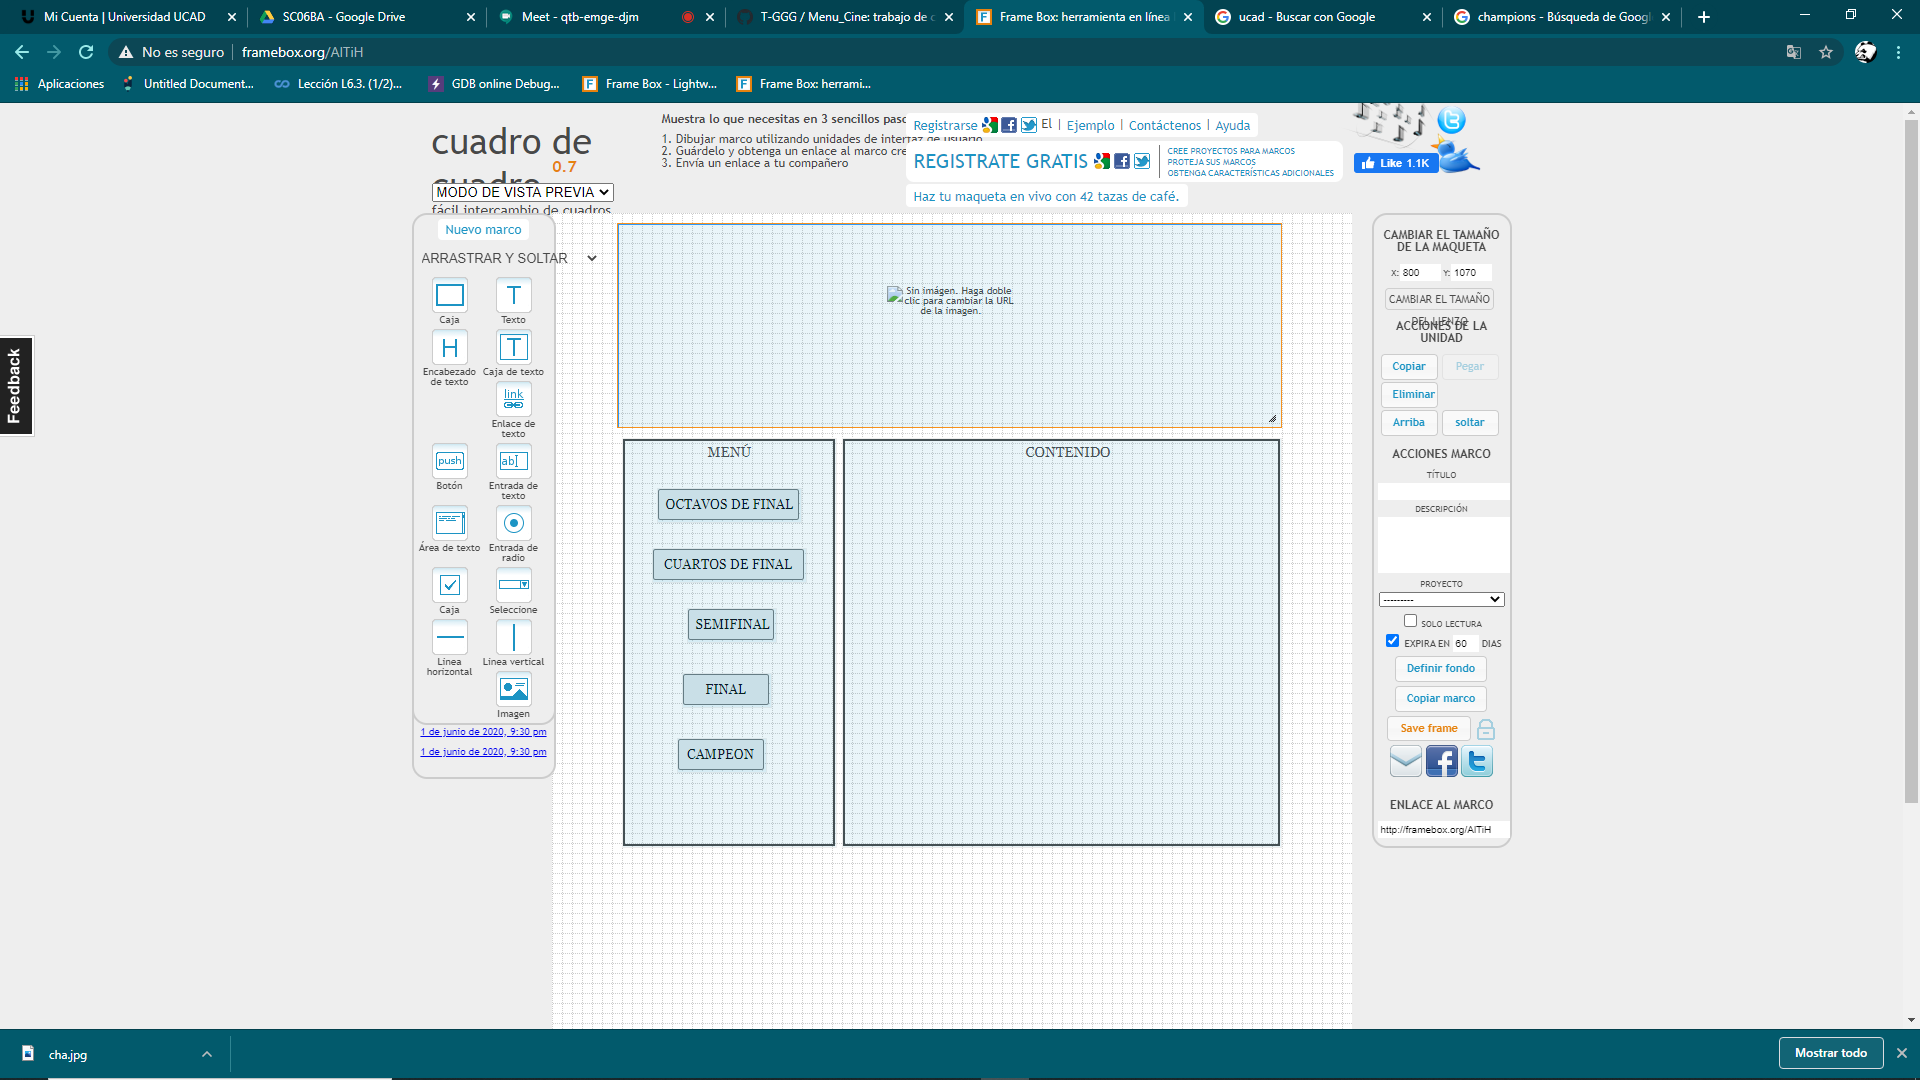 Mi Cuenta | Universidad UCAD
SC06BA - Google Drive
Meet - qtb-emge-djm
T-GGG / Menu_Cine: trabajo de
Frame Box: herramienta en línea
ucad - Buscar con Google
champions - Búsqueda de Googl
No es seguro
framebox.org/AlTiH
Aplicaciones
Untitled Document...
Lección L6.3. (1/2)...
GDB online Debug...
Frame Box - Lightw...
Frame Box: herrami...
cuadro de
cuadro
0.7
MODO DE VISTA PREVIA
fácil intercambio de cuadros
Muestra lo que necesitas en 3 sencillos paso
1. Dibujar marco utilizando unidades de interfaz de usuario
2. Guárdelo y obtenga un enlace al marco cre
3. Envía un enlace a tu compañero
Registrarse El | Ejemplo | Contáctenos | Ayuda
REGISTRATE GRATIS
CREE PROYECTOS PARA MARCOS
PROTEJA SUS MARCOS
OBTENGA CARACTERÍSTICAS ADICIONALES
Haz tu maqueta en vivo con 42 tazas de café.
Like 1.1K
Feedback
Nuevo marco
ARRASTRAR Y SOLTAR
Caja
T
Texto
H
Encabezado
de texto
T
Caja de texto
link
Enlace de
texto
push
Botón
ab
Entrada de
texto
Área de texto
Entrada de
radio
Caja
Seleccione
Línea
horizontal
Línea vertical
Imagen
1 de junio de 2020, 9:30 pm
1 de junio de 2020, 9:30 pm
Sin imágen. Haga doble
clic para cambiar la URL
de la imagen.
MENÚ
OCTAVOS DE FINAL
CUARTOS DE FINAL
SEMIFINAL
FINAL
CAMPEON
CONTENIDO
CAMBIAR EL TAMAÑO
DE LA MAQUETA
X: 800 Y: 1070
CAMBIAR EL TAMAÑO
DEL LIENZO
ACCIONES DE LA
UNIDAD
Copiar
Pegar
Eliminar
Arriba
soltar
ACCIONES MARCO
TÍTULO
DESCRIPCIÓN
PROYECTO
---------
SOLO LECTURA
EXPIRA EN 60 DIAS
Definir fondo
Copiar marco
Save frame
ENLACE AL MARCO
http://framebox.org/AlTiH
cha.jpg
Mostrar todo